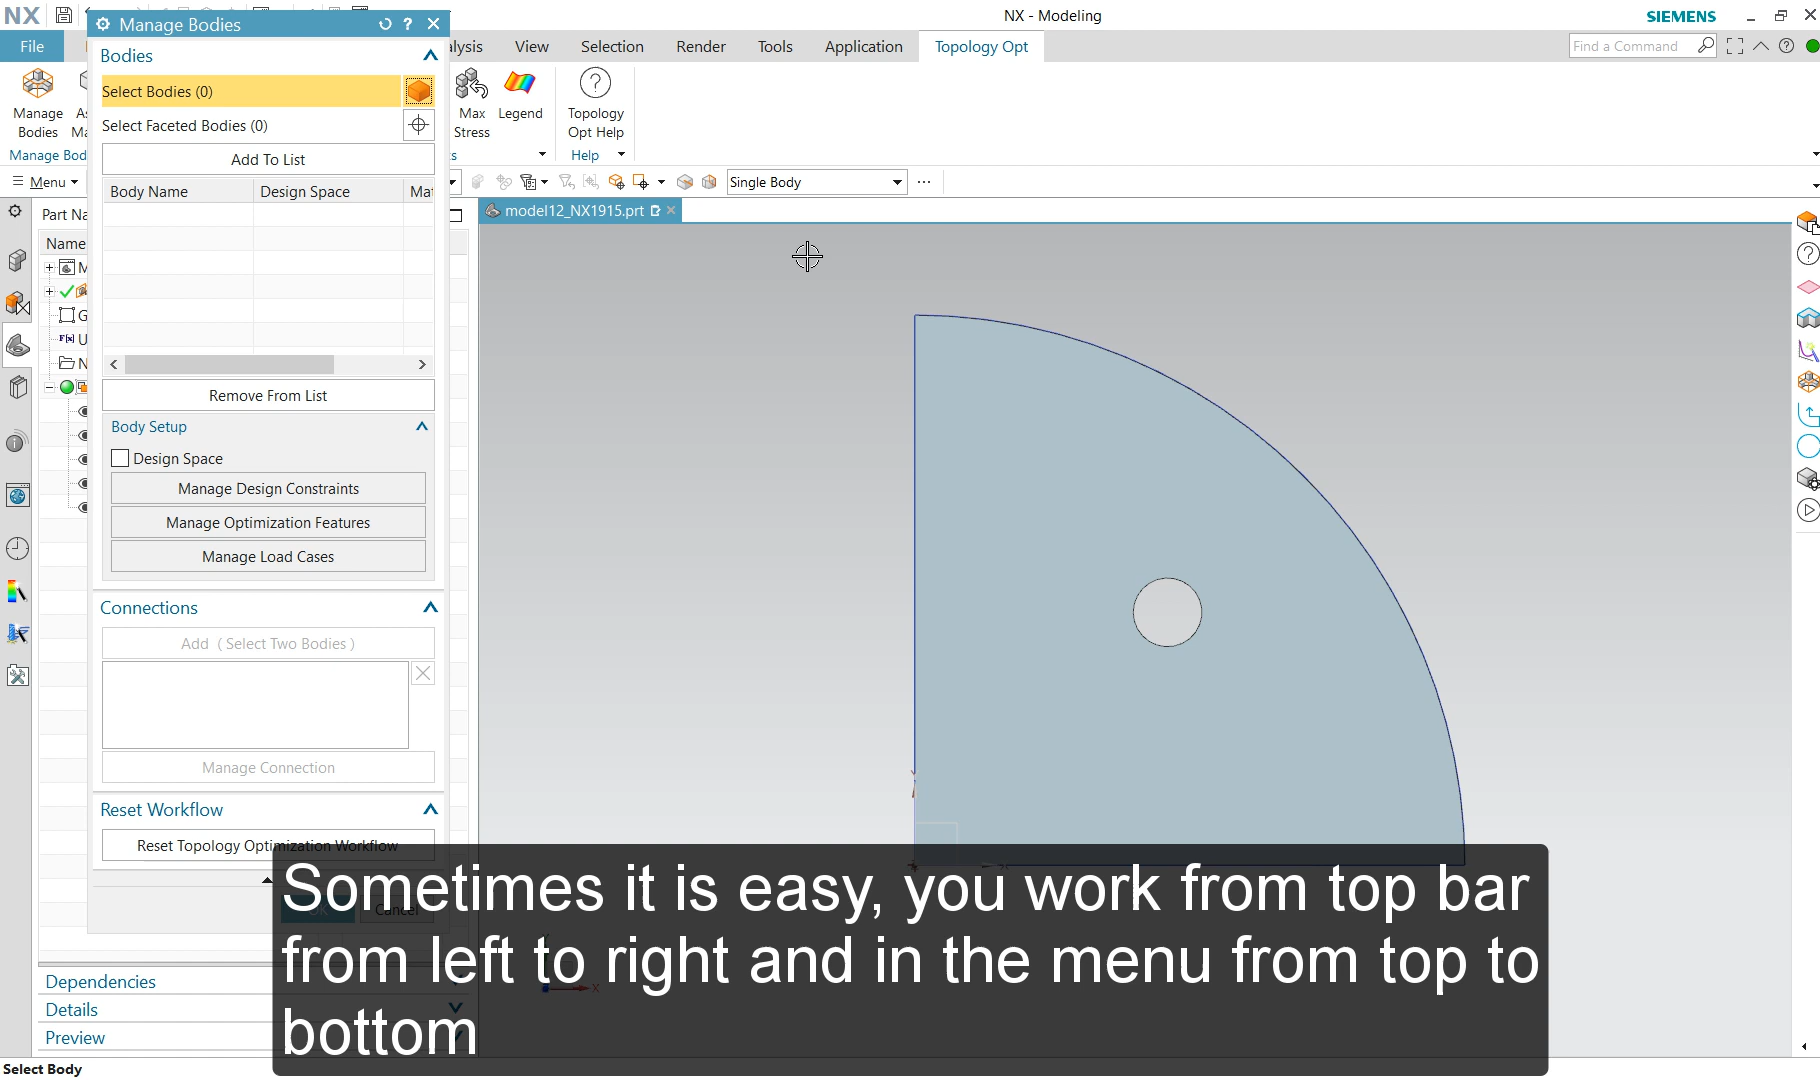 NX
NX - Modeling
SIEMENS
Manage Bodies
File
View
Selection
Render
Tools
Application
Topology Opt
Find a Command
Bodies
Select Bodies (0)
Select Faceted Bodies (0)
Add To List
Body Name
Design Space
Manage
Bodies
Manage Bod
Max
Stress
Legend
Topology
Opt Help
Help
Menu
Single Body
model12_NX1915.prt
Name
Remove From List
Body Setup
Design Space
Manage Design Constraints
Manage Optimization Features
Manage Load Cases
Connections
Add ( Select Two Bodies )
Manage Connection
Reset Workflow
Reset Topology Optimization Workflow
OK
Cancel
Sometimes it is easy, you work from top bar
from left to right and in the menu from top to
bottom
Dependencies
Details
Preview
Select Body